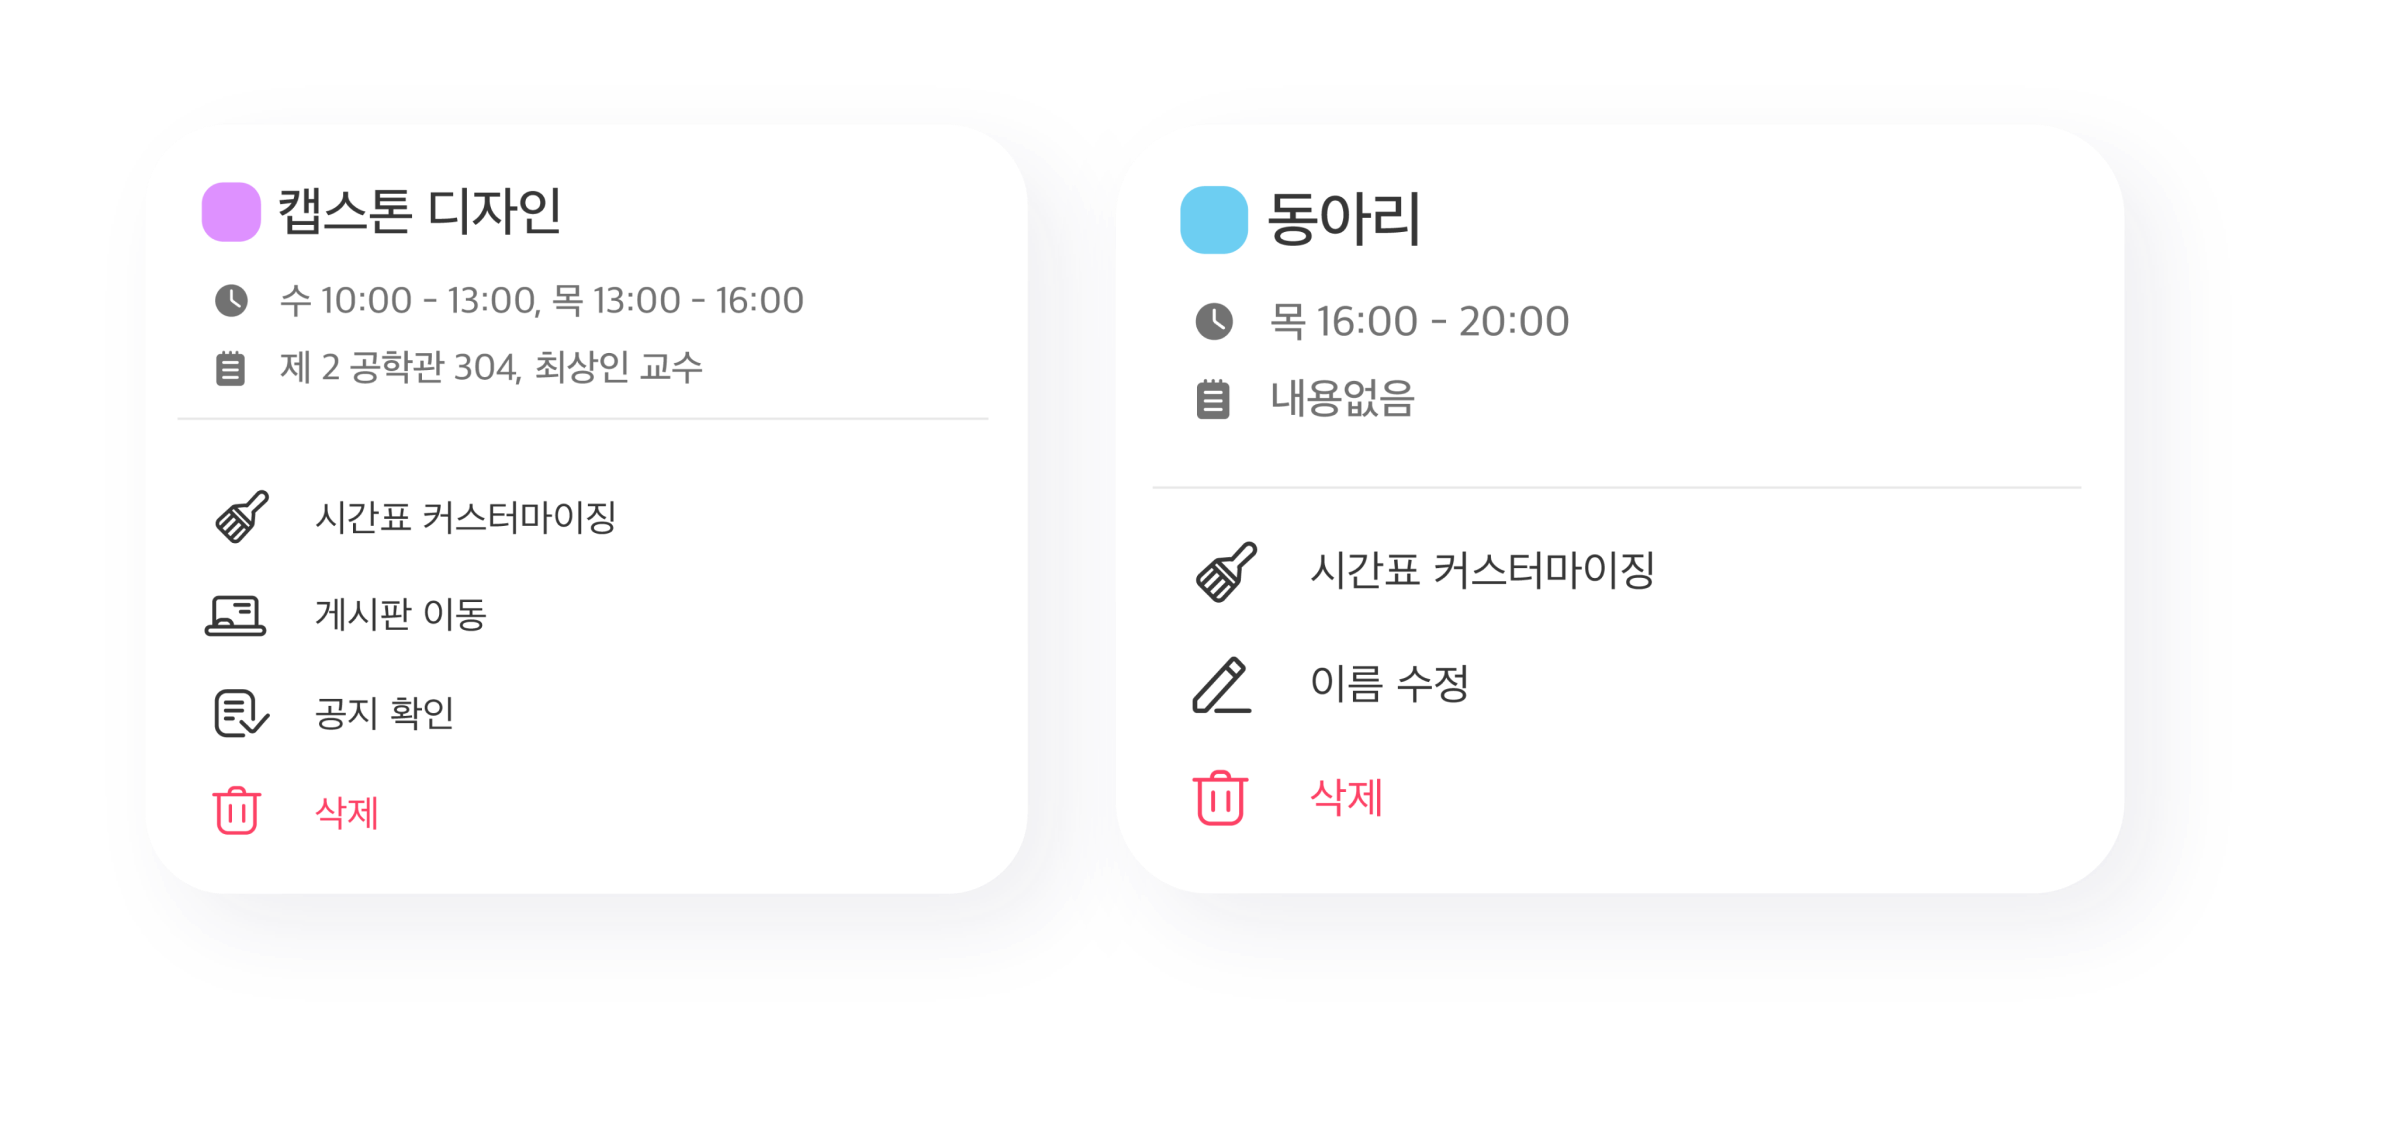 캡스톤 디자인
수 10:00 - 13:00, 목 13:00 - 16:00
제 2 공학관 304, 최상인 교수
시간표 커스터마이징
게시판 이동
공지 확인
삭제
동아리
목 16:00 - 20:00
내용없음
시간표 커스터마이징
이름 수정
삭제